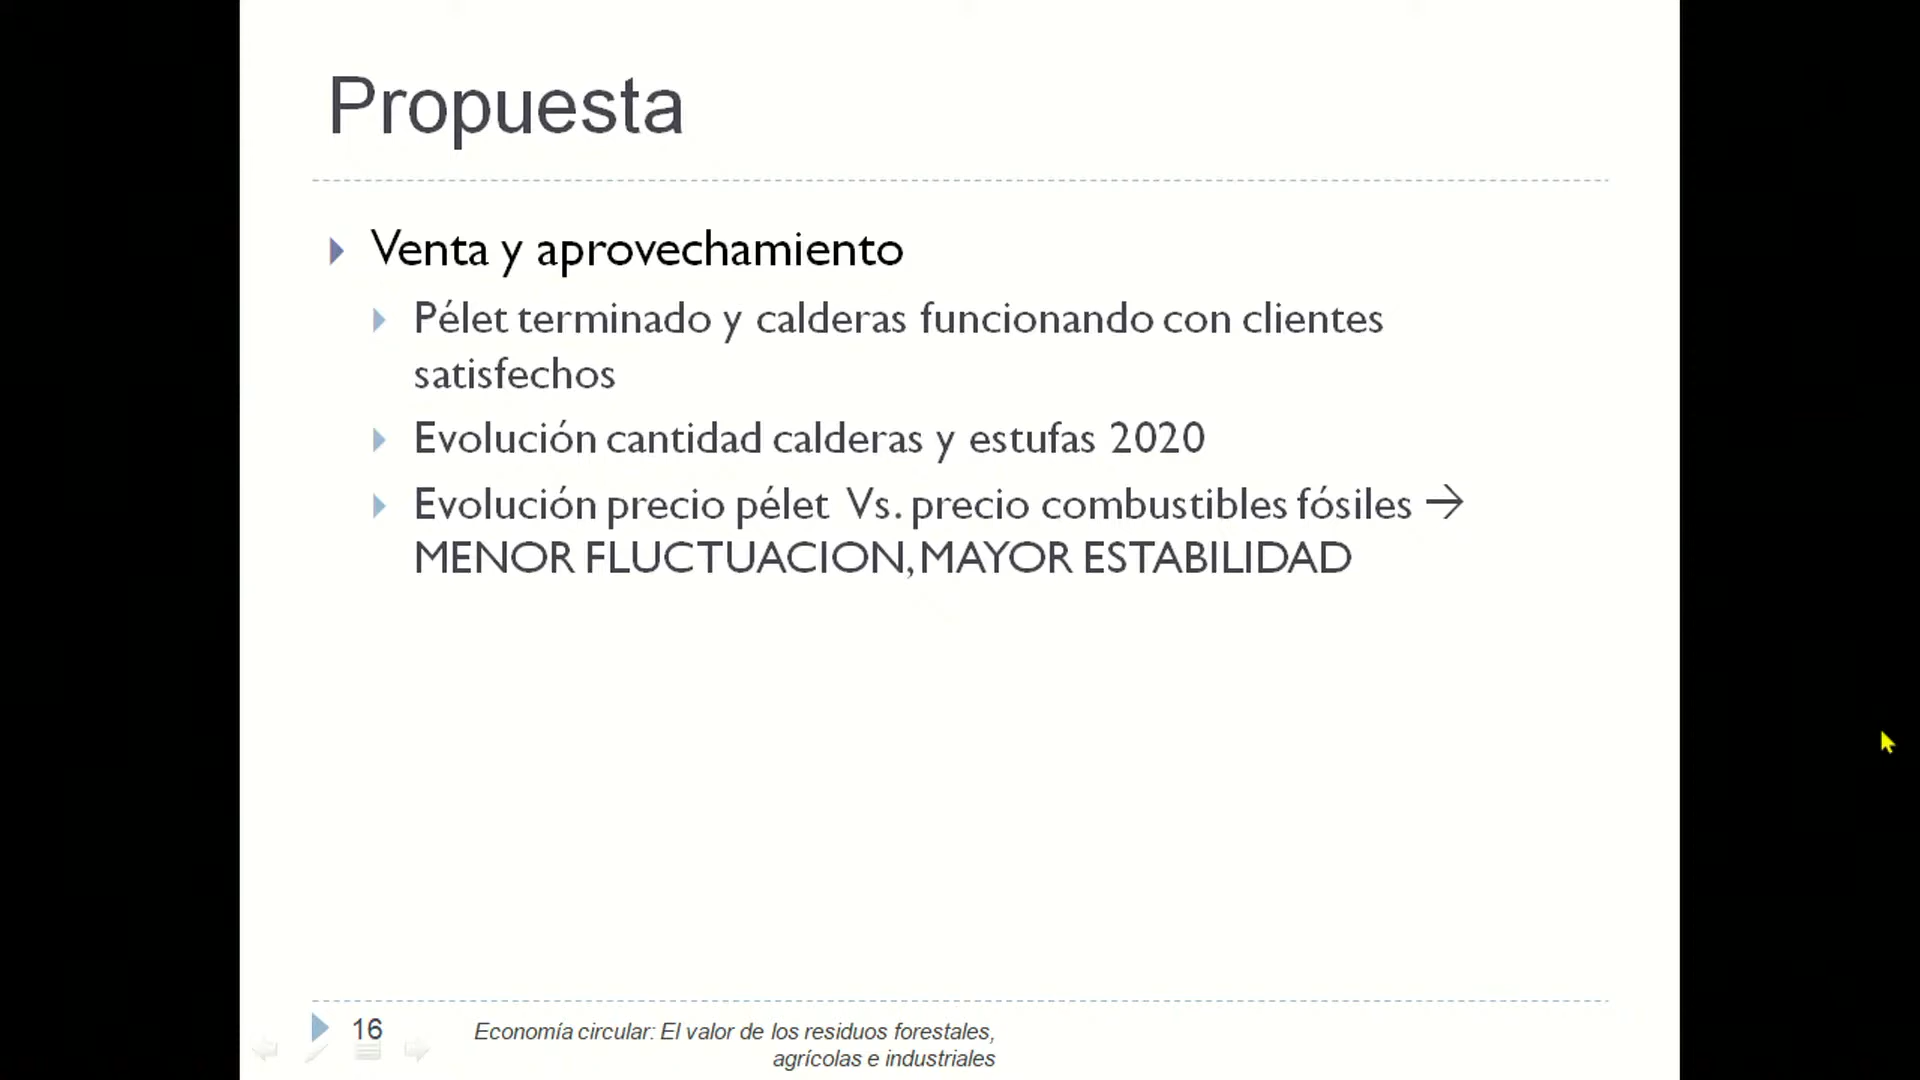 Propuesta
Venta y aprovechamiento
Pélet terminado y calderas funcionando con clientes
satisfechos
Evolución cantidad calderas y estufas 2020
Evolución precio pélet Vs. precio combustibles fósiles →
MENOR FLUCTUACION, MAYOR ESTABILIDAD
16
Economía circular: El valor de los residuos forestales,
agrícolas e industriales